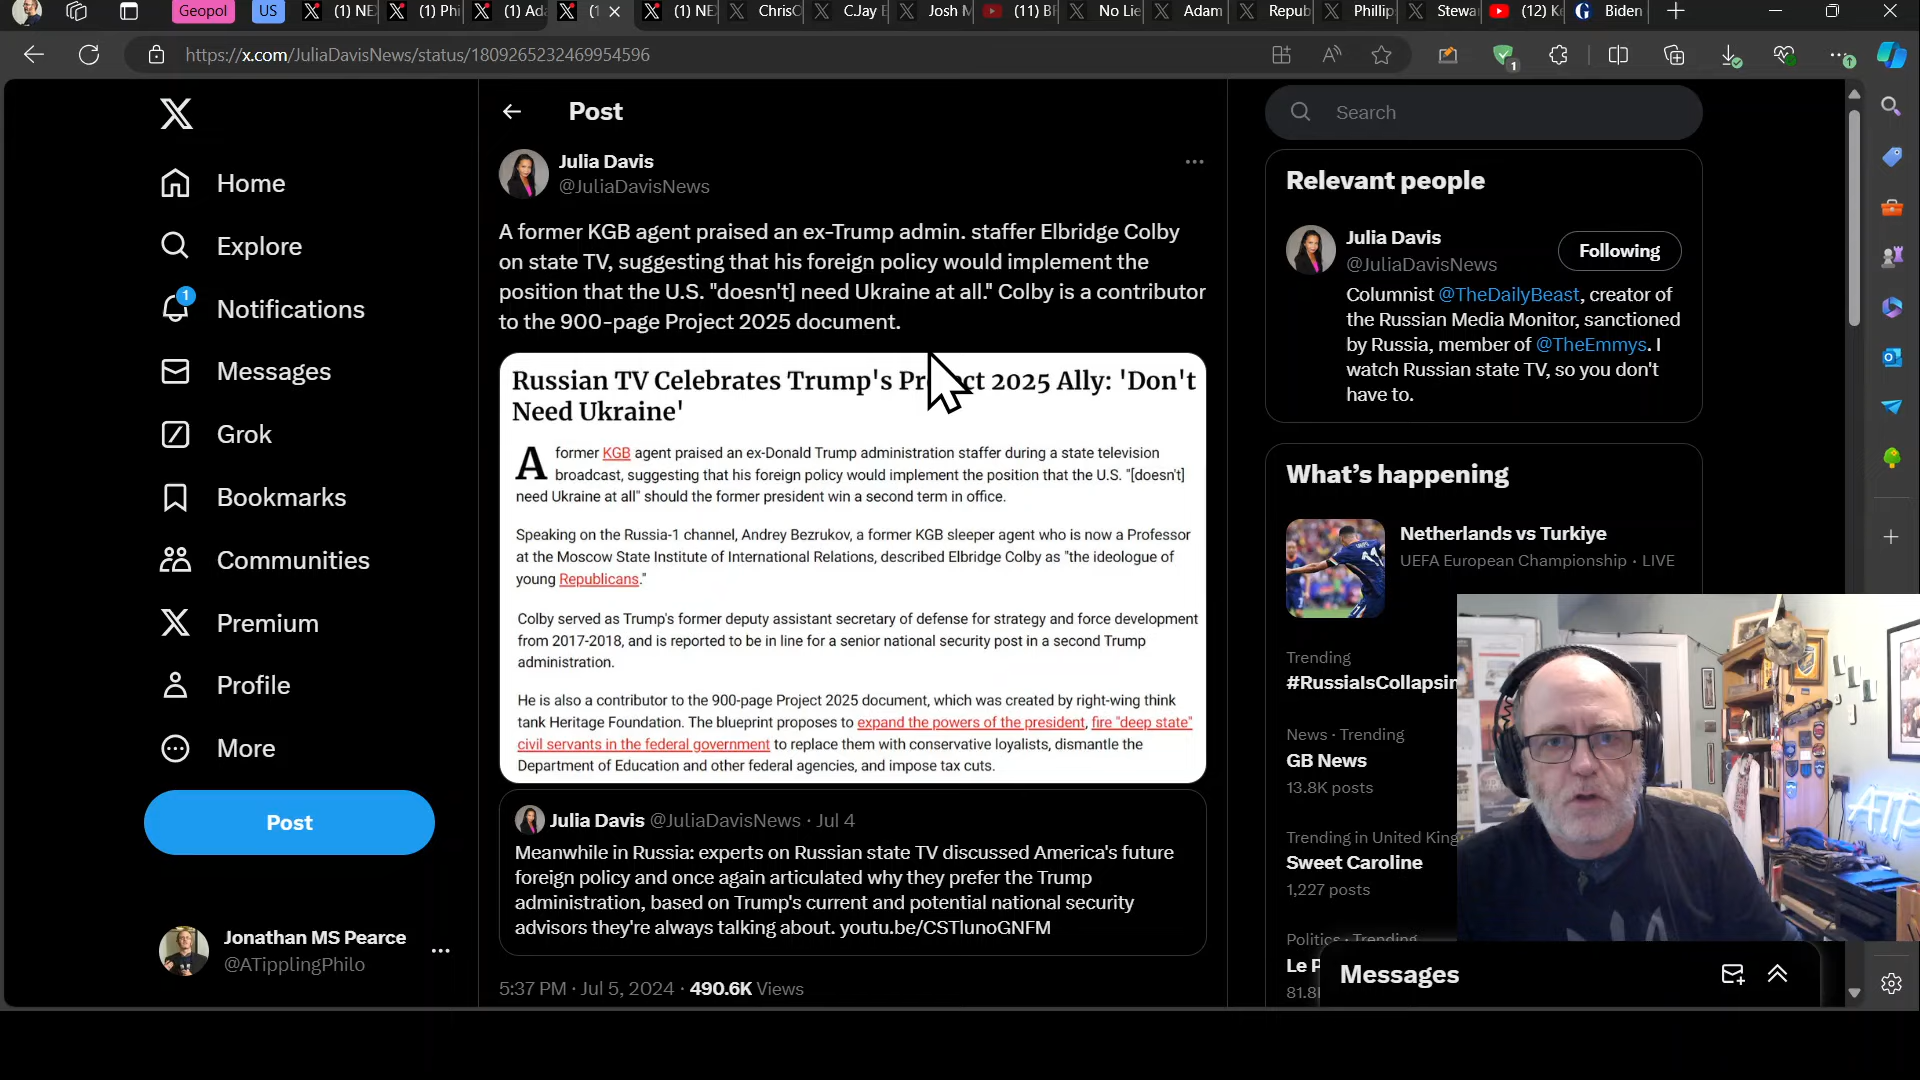 Geopol
US
(1) NE
(1) Phi
(1) Ad
(1
(1) NE
ChrisC
CJay
Josh M
(11) B
No Lie
Adam
Repub
Phillip
Stewa
(12) K
Biden
https://x.com/JuliaDavisNews/status/1809265232469954596
1
Home
Explore
1
Notifications
Messages
Grok
Bookmarks
Communities
Premium
Profile
More
Post
Jonathan MS Pearce
@ATipplingPhilo
Post
Julia Davis
@JuliaDavisNews
A former KGB agent praised an ex-Trump admin. staffer Elbridge Colby
on state TV, suggesting that his foreign policy would implement the
position that the U.S. "doesn't] need Ukraine at all." Colby is a contributor
to the 900-page Project 2025 document.
Russian TV Celebrates Trump's Pr ct 2025 Ally: 'Don't
Need Ukraine'
A former KGB agent praised an ex-Donald Trump administration staffer during a state television
broadcast, suggesting that his foreign policy would implement the position that the U.S. "[doesn't]
need Ukraine at all" should the former president win a second term in office.
Speaking on the Russia-1 channel, Andrey Bezrukov, a former KGB sleeper agent who is now a Professor
at the Moscow State Institute of International Relations, described Elbridge Colby as "the ideologue of
young Republicans."
Colby served as Trump's former deputy assistant secretary of defense for strategy and force development
from 2017-2018, and is reported to be in line for a senior national security post in a second Trump
administration.
He is also a contributor to the 900-page Project 2025 document, which was created by right-wing think
tank Heritage Foundation. The blueprint proposes to expand the powers of the president, fire "deep state"
civil servants in the federal government to replace them with conservative loyalists, dismantle the
Department of Education and other federal agencies, and impose tax cuts.
Julia Davis @JuliaDavisNews · Jul 4
Meanwhile in Russia: experts on Russian state TV discussed America's future
foreign policy and once again articulated why they prefer the Trump
administration, based on Trump's current and potential national security
advisors they're always talking about. youtu.be/CSTlunoGNFM
5:37 PM · Jul 5, 2024 · 490.6K Views
Search
Relevant people
Julia Davis
@JuliaDavisNews
Following
Columnist @TheDailyBeast, creator of
the Russian Media Monitor, sanctioned
by Russia, member of @TheEmmys. I
watch Russian state TV, so you don't
have to.
What's happening
Netherlands vs Turkiye
UEFA European Championship · LIVE
Trending
#RussiaIsCollapsin
News · Trending
GB News
13.8K posts
Trending in United King
Sweet Caroline
1,227 posts
Politics · Trending
Le P
81.8
Messages
ATP